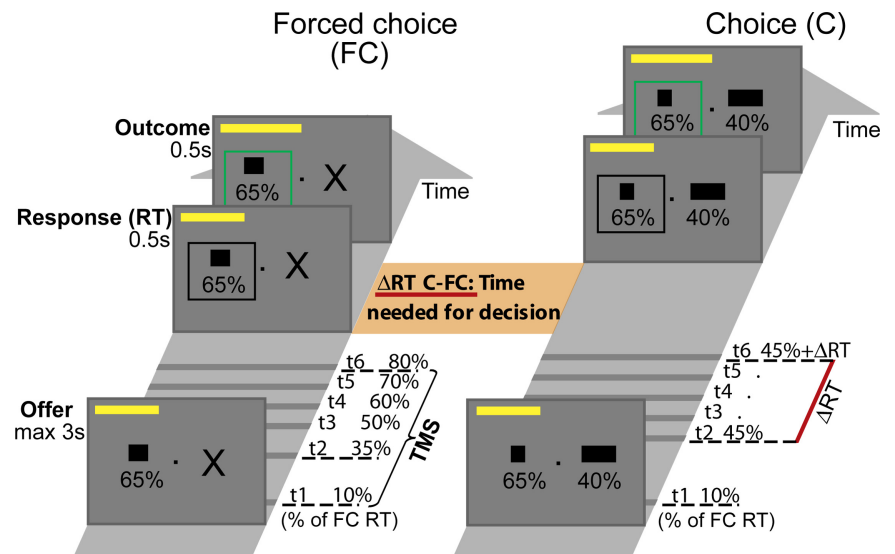 Forced choice
(FC)
Choice (C)
Outcome
0.5s
65%
X
Time
65%
40%
Time
Response (RT)
0.5s
65%
X
65%
40%
ΔRT C-FC: Time
needed for decision
Offer
max 3s
65%
X
t6 80%
t5 70%
t4 60%
t3 50%
t2 35%
t1 10%
(% of FC RT)
TMS
65%
40%
t6 45%+ΔRT
t5 .
t4 .
t3 .
t2 45%
t1 10%
(% of FC RT)
ΔRT